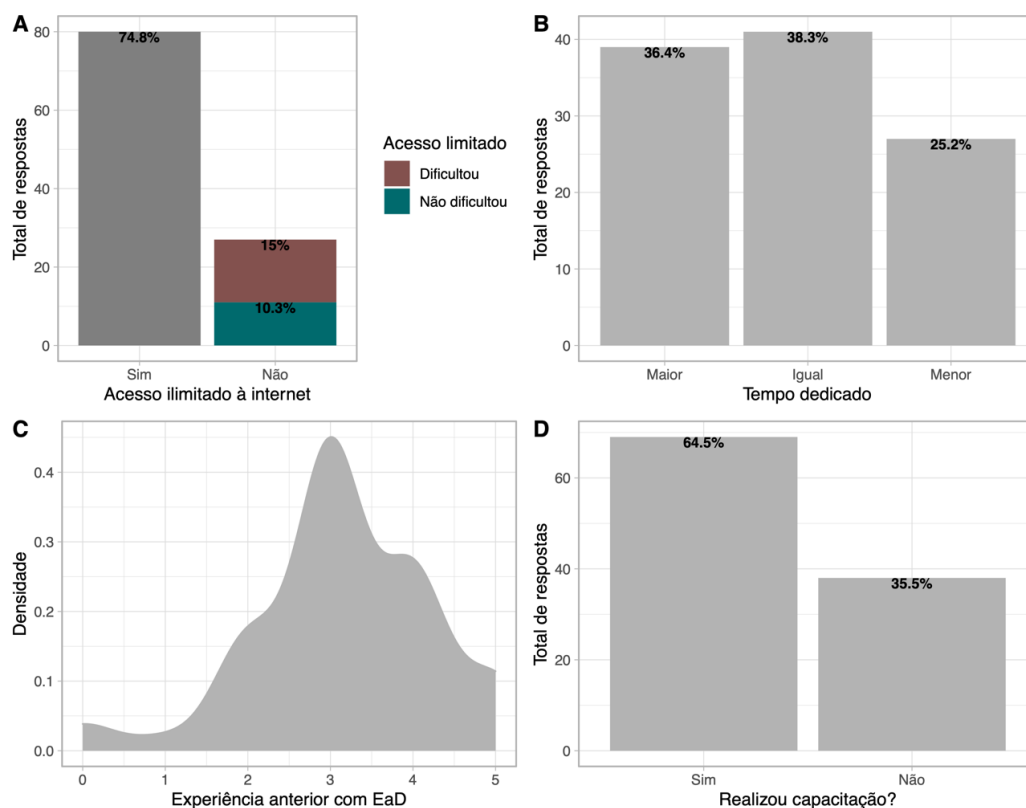 A
Total de respostas
80
60
40
20
0
74.8%
15%
10.3%
Sim
Não
Acesso ilimitado à internet
Acesso limitado
Dificultou
Não dificultou
B
Total de respostas
40
30
20
10
0
36.4%
38.3%
25.2%
Maior
Igual
Menor
Tempo dedicado
C
Densidade
0.4
0.3
0.2
0.1
0.0
0
1
2
3
4
5
Experiência anterior com EaD
D
Total de respostas
60
40
20
0
64.5%
35.5%
Sim
Não
Realizou capacitação?